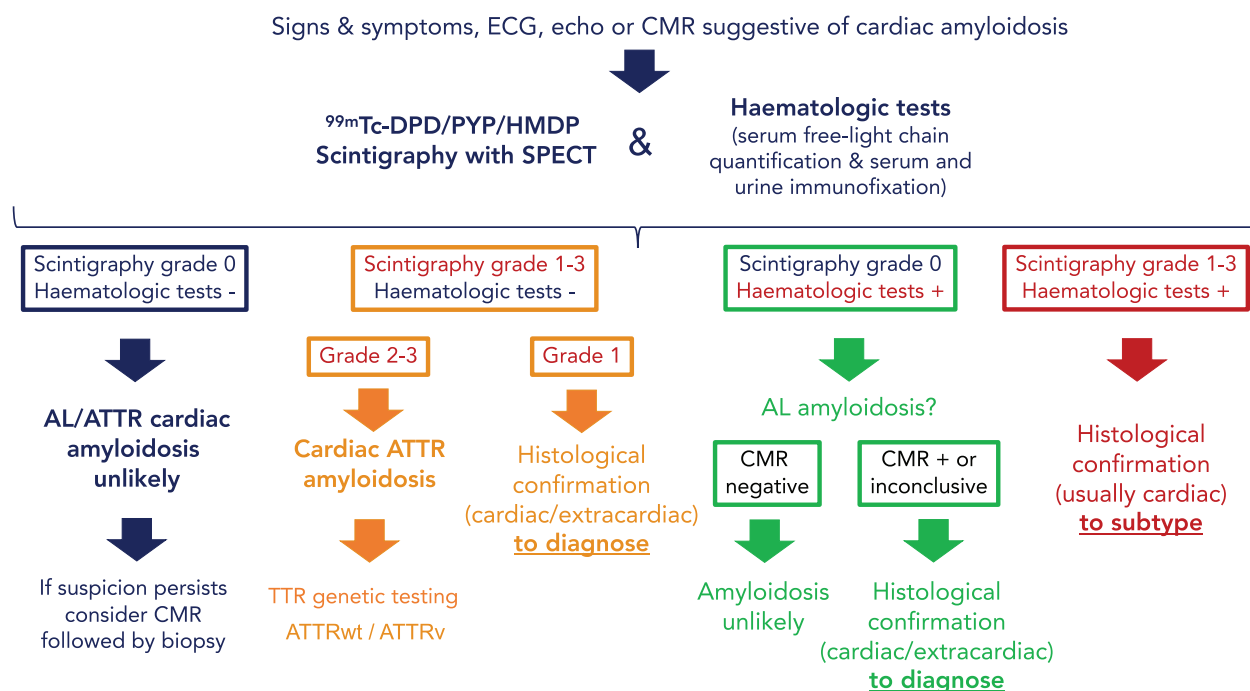 Signs & symptoms, ECG, echo or CMR suggestive of cardiac amyloidosis
99mTc-DPD/PYP/HMDP
Scintigraphy with SPECT
&
Haematologic tests
(serum free-light chain
quantification & serum and
urine immunofixation)
Scintigraphy grade 0
Haematologic tests -
AL/ATTR cardiac
amyloidosis
unlikely
If suspicion persists
consider CMR
followed by biopsy
Scintigraphy grade 1-3
Haematologic tests -
Grade 2-3
Cardiac ATTR
amyloidosis
TTR genetic testing
ATTRwt / ATTRv
Grade 1
Histological
confirmation
(cardiac/extracardiac)
to diagnose
Scintigraphy grade 0
Haematologic tests +
AL amyloidosis?
CMR
negative
Amyloidosis
unlikely
CMR + or
inconclusive
Histological
confirmation
(cardiac/extracardiac)
to diagnose
Scintigraphy grade 1-3
Haematologic tests +
Histological
confirmation
(usually cardiac)
to subtype